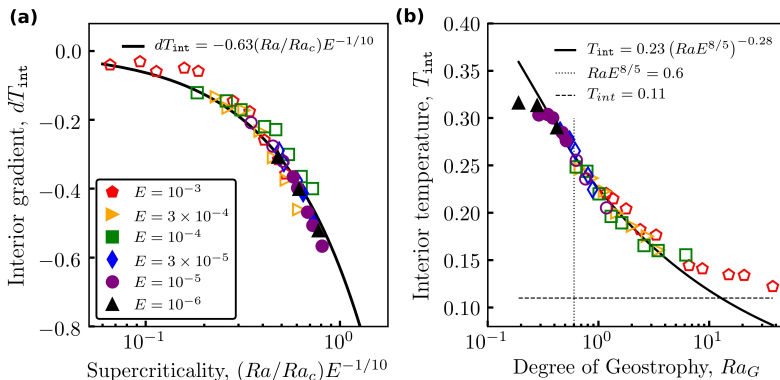 (a)
dT_int = −0.63(Ra/Ra_c)E^{−1/10}
0.0
−0.2
−0.4
−0.6
−0.8
Interior gradient, dT_int
E = 10^{−3}
E = 3 × 10^{−4}
E = 10^{−4}
E = 3 × 10^{−5}
E = 10^{−5}
E = 10^{−6}
10^{−1}
10^0
Supercriticality, (Ra/Ra_c)E^{−1/10}
(b)
T_int = 0.23 (RaE^{8/5})^{−0.28}
RaE^{8/5} = 0.6
T_int = 0.11
0.40
0.35
0.30
0.25
0.20
0.15
0.10
Interior temperature, T_int
10^{−1}
10^0
10^1
Degree of Geostrophy, Ra_G